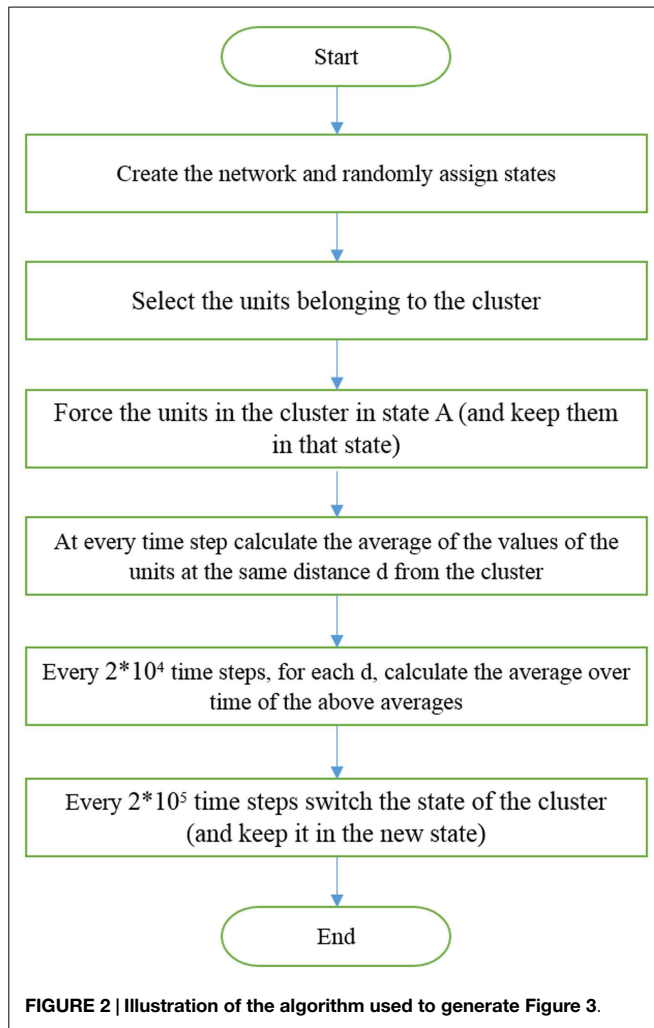 Start
Create the network and randomly assign states
Select the units belonging to the cluster
Force the units in the cluster in state A (and keep them
in that state)
At every time step calculate the average of the values of the
units at the same distance d from the cluster
Every 2*10⁴ time steps, for each d, calculate the average over
time of the above averages
Every 2*10⁵ time steps switch the state of the cluster
(and keep it in the new state)
End
FIGURE 2 | Illustration of the algorithm used to generate Figure 3.